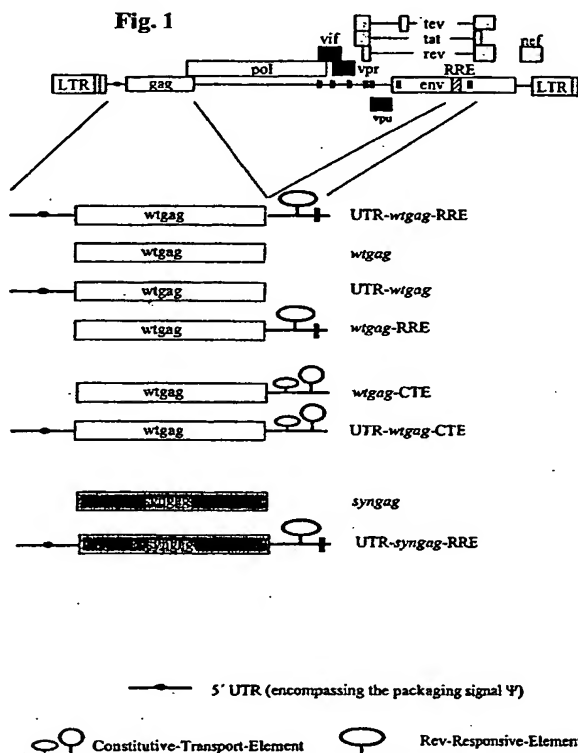 Fig. 1
tev
tat
rev
nef
vif
vpr
pol
RRE
LTR
gag
env
LTR
vpu
wtgag
UTR-wtgag-RRE
wtgag
wtgag
wtgag
UTR-wtgag
wtgag
wtgag-RRE
wtgag
wtgag-CTE
wtgag
UTR-wtgag-CTE
syngag
syngag
syngag
UTR-syngag-RRE
5´ UTR (encompassing the packaging signal Ψ)
Constitutive-Transport-Element
Rev-Responsive-Element